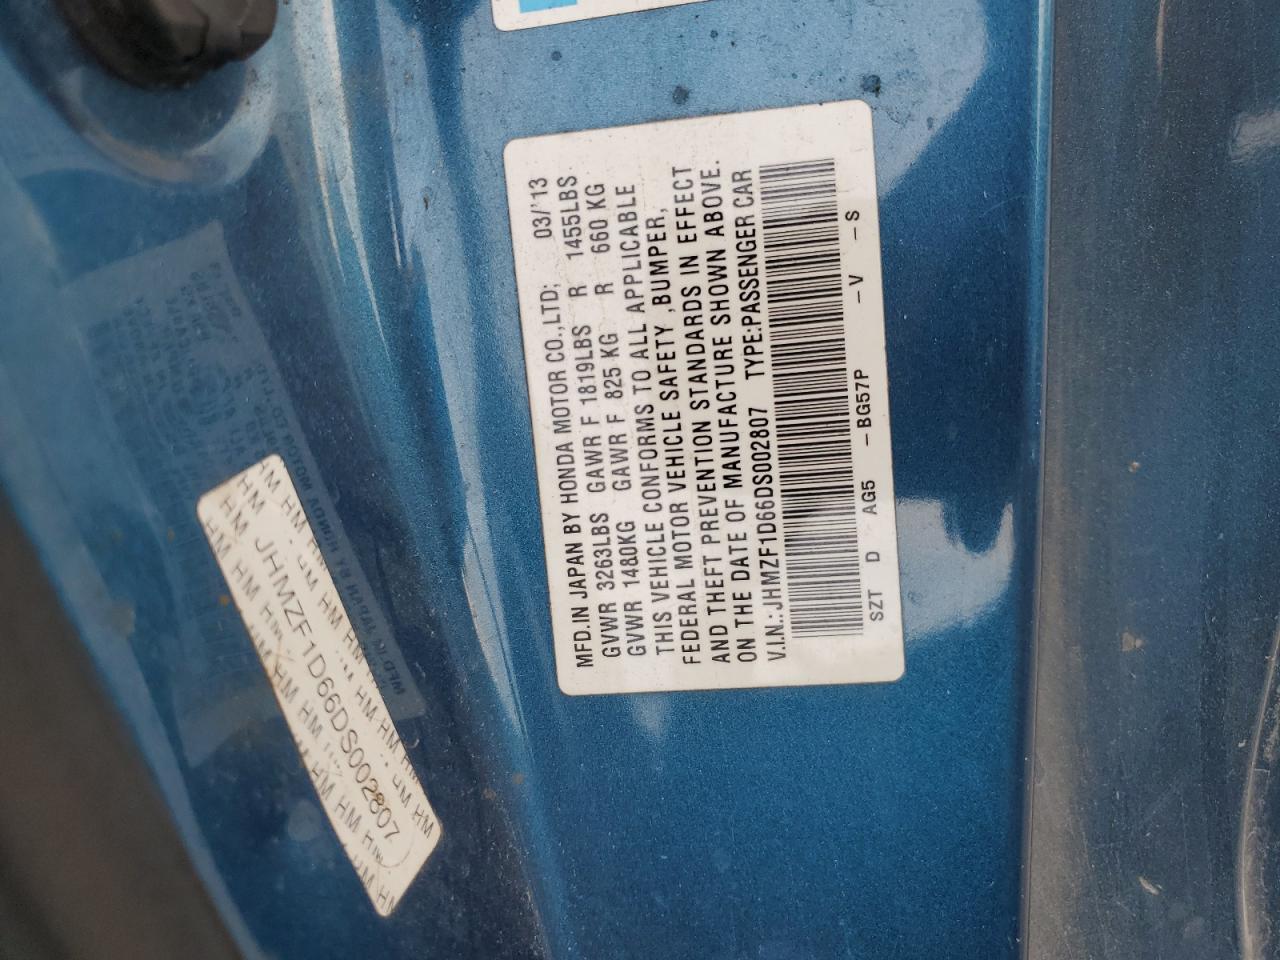 MFD.IN JAPAN BY HONDA MOTOR CO.,LTD; 03/'13
GVWR 3263LBS GAWR F 1819LBS R 1455LBS
GVWR 1480KG GAWR F 825 KG R 660 KG
THIS VEHICLE CONFORMS TO ALL APPLICABLE
FEDERAL MOTOR VEHICLE SAFETY ,BUMPER,
AND THEFT PREVENTION STANDARDS IN EFFECT
ON THE DATE OF MANUFACTURE SHOWN ABOVE.
V.I.N.:JHMZF1D66DS002807 TYPE:PASSENGER CAR
SZT D AG5 –BG57P –V –S
JHMZF1D66DS002807